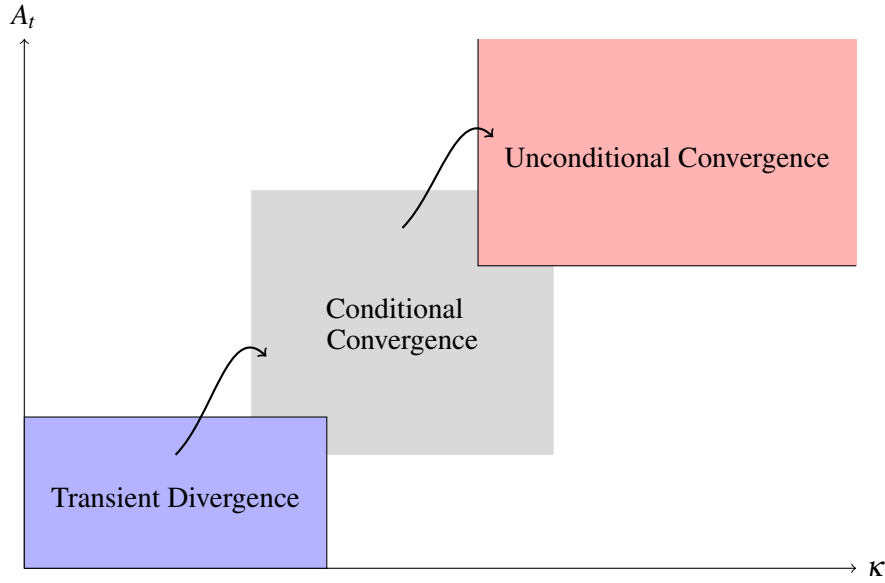 A_t
Unconditional Convergence
Conditional
Convergence
Transient Divergence
κ